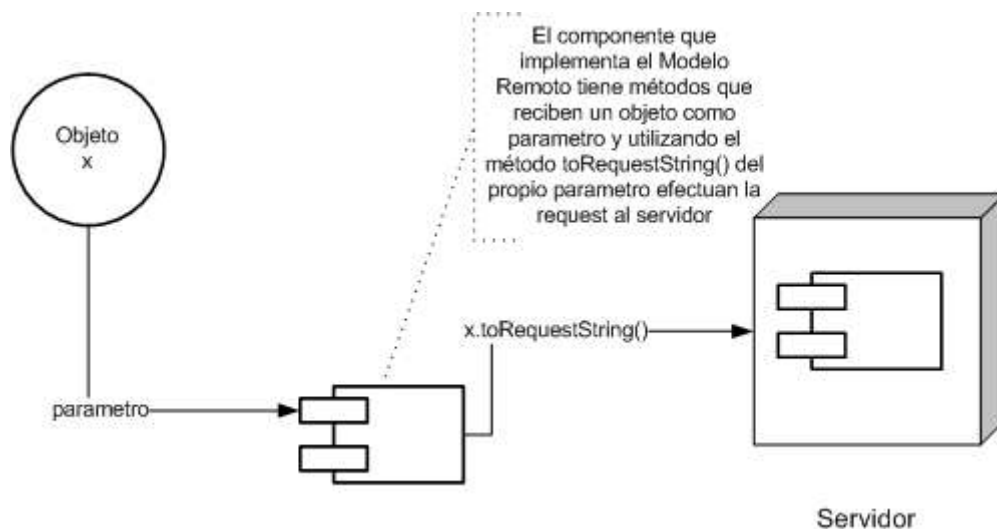 El componente que
implementa el Modelo
Remoto tiene métodos que
reciben un objeto como
parametro y utilizando el
método toRequestString() del
propio parametro efectuan la
request al servidor
Objeto
x
x.toRequestString()
parametro
Servidor